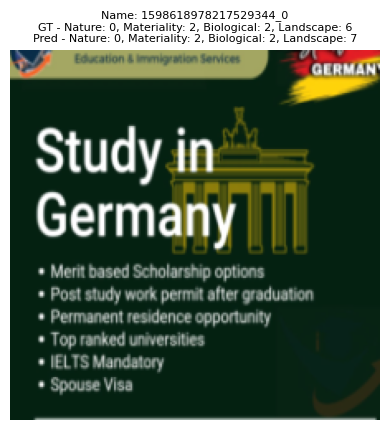 Name: 1598618978217529344_0
GT - Nature: 0, Materiality: 2, Biological: 2, Landscape: 6
Pred - Nature: 0, Materiality: 2, Biological: 2, Landscape: 7
Education & Immigration Services
GERMANY
Study in
Germany
• Merit based Scholarship options
• Post study work permit after graduation
• Permanent residence opportunity
• Top ranked universities
• IELTS Mandatory
• Spouse Visa